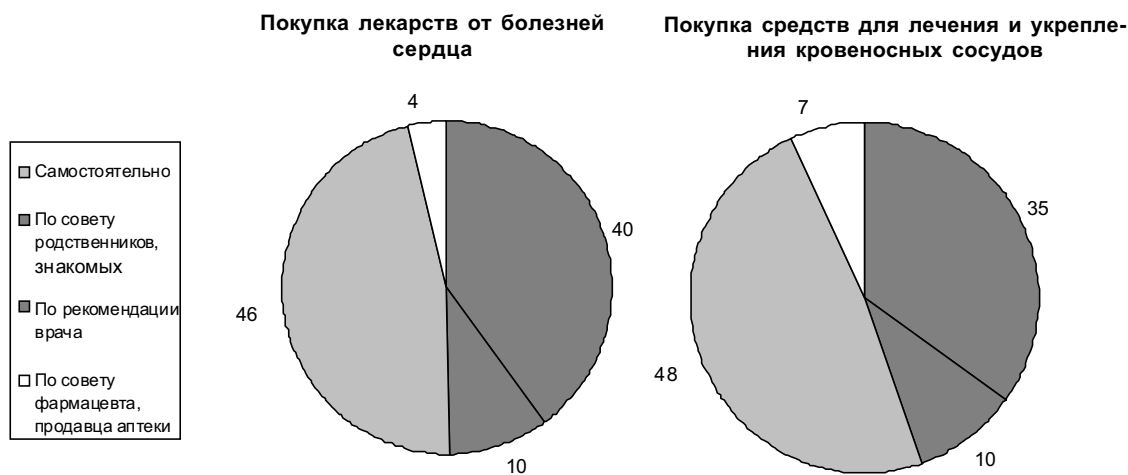 Покупка лекарств от болезней
сердца
4
40
46
10
Покупка средств для лечения и укрепле-
ния кровеносных сосудов
7
35
48
10
Самостоятельно
По совету
родственников,
знакомых
По рекомендации
врача
По совету
фармацевта,
продавца аптеки